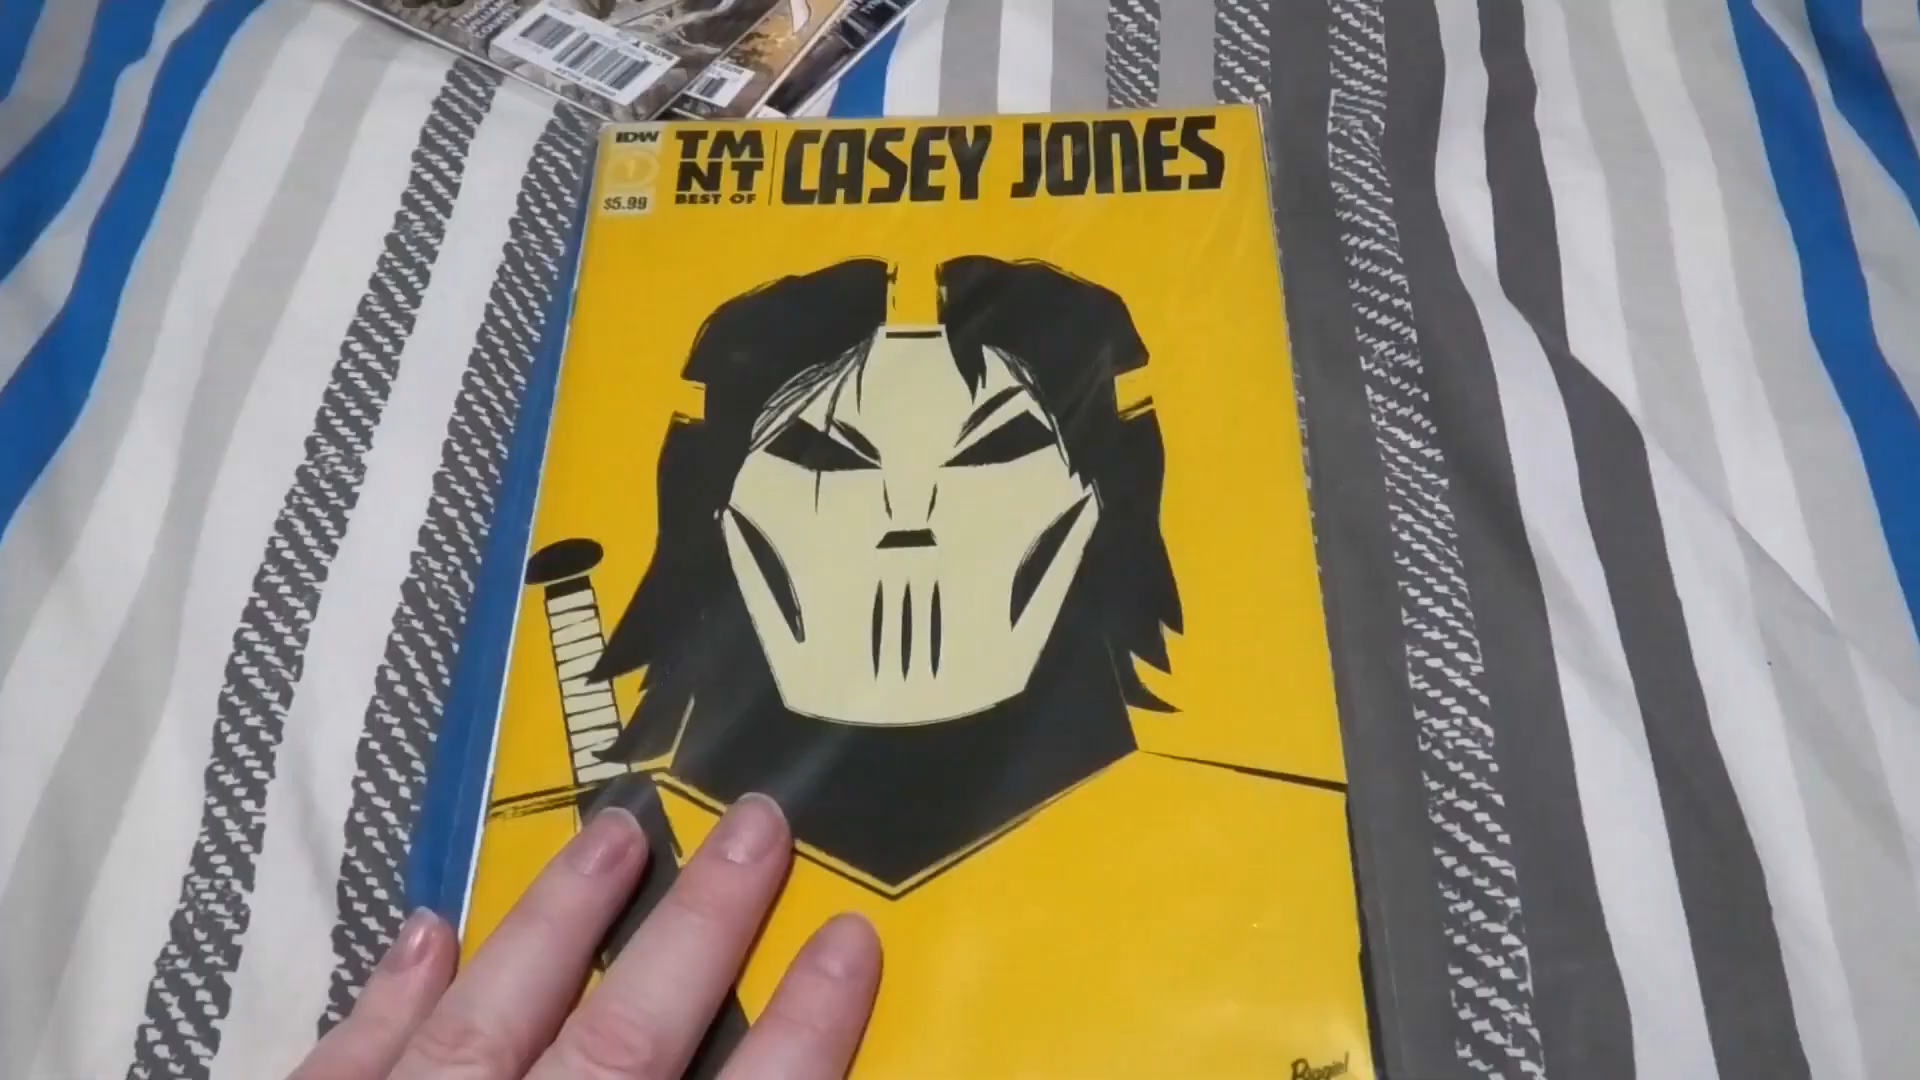 IDW
TM
NT
BEST OF
CASEY JONES
1
$5.99